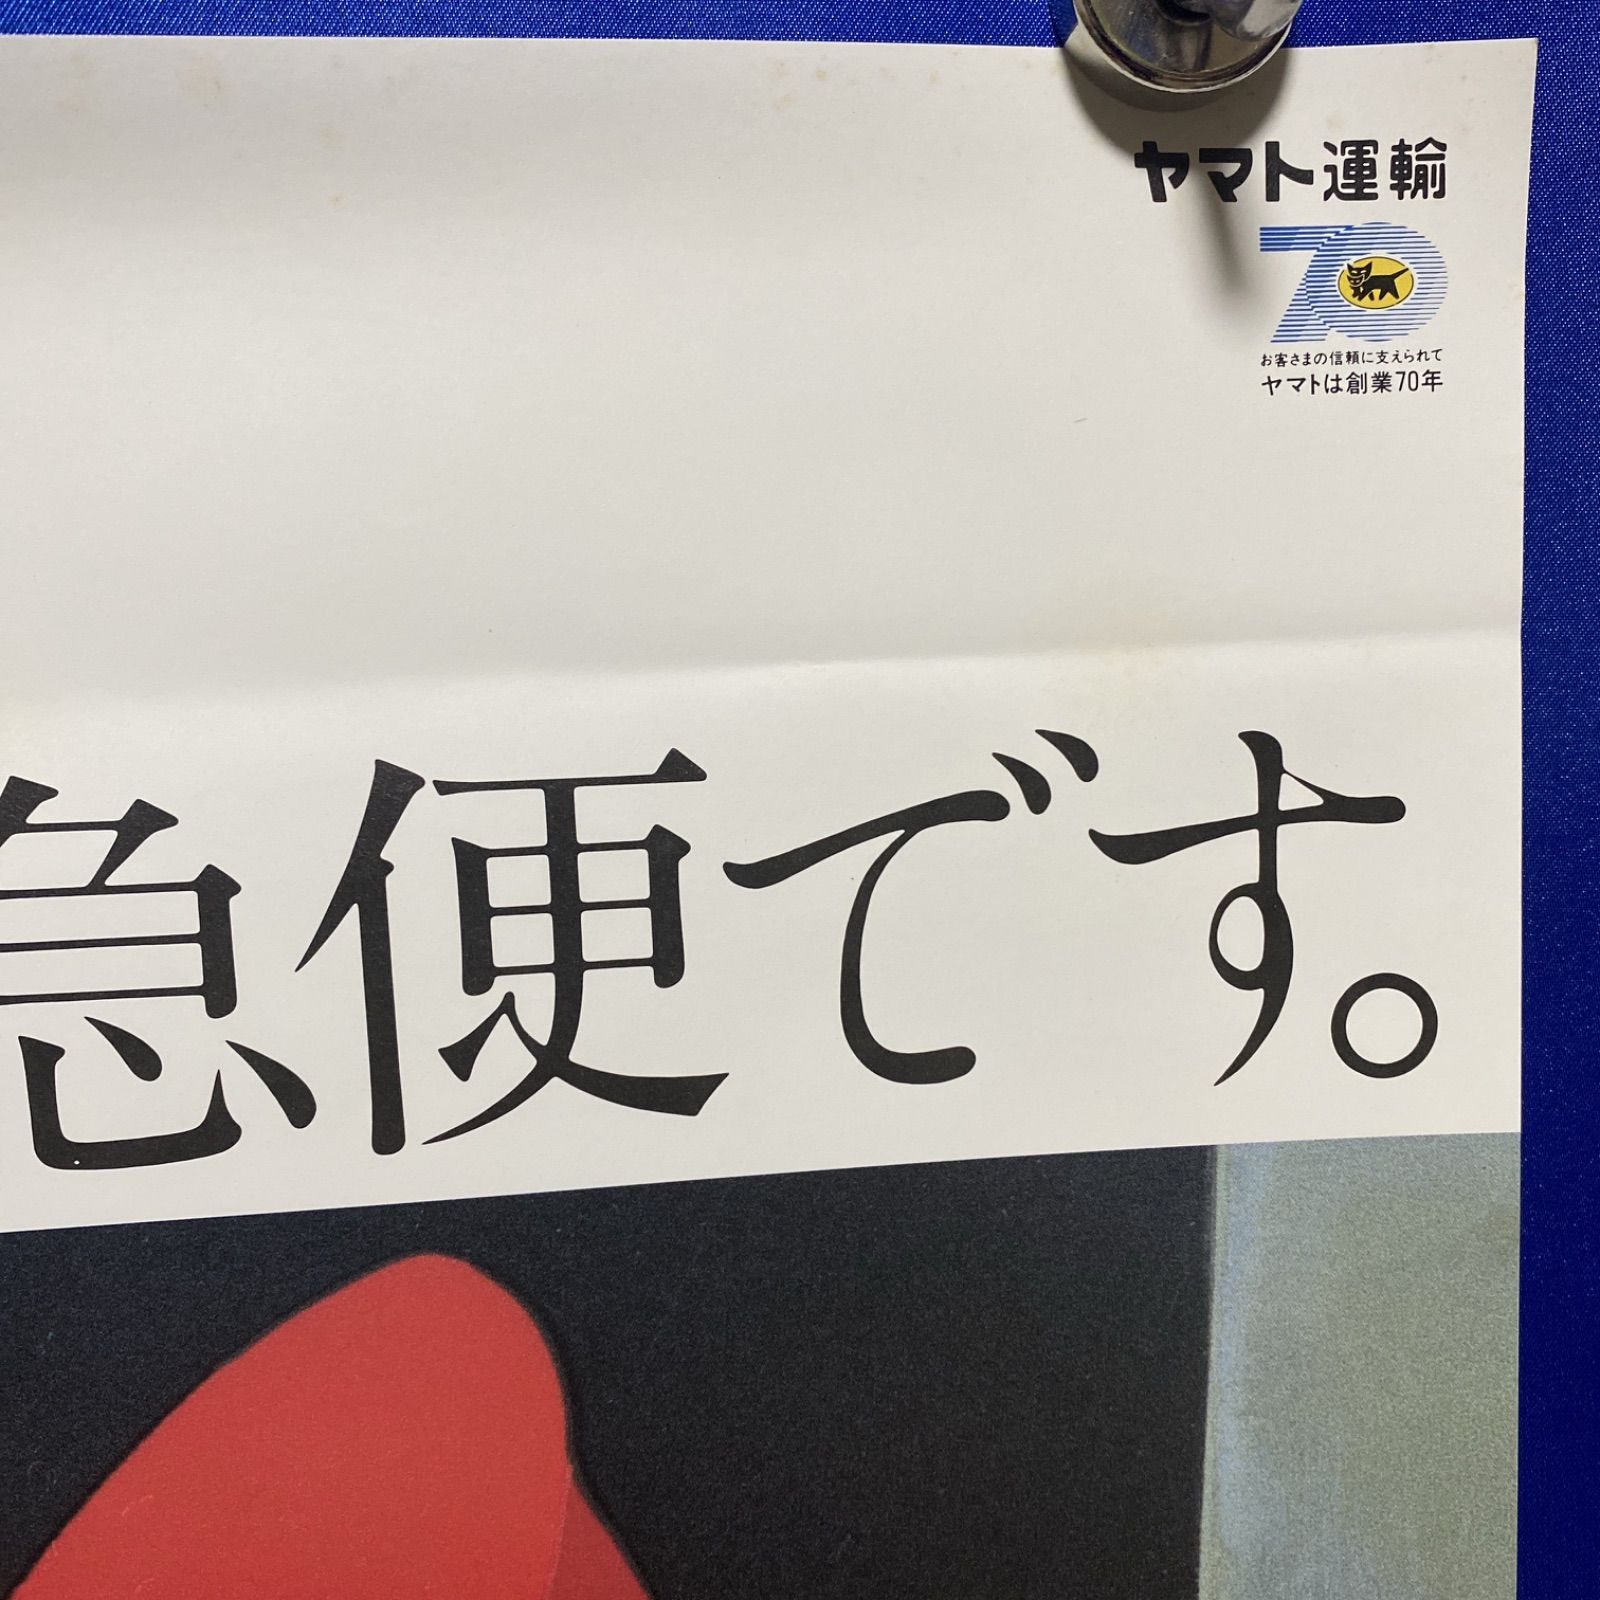 ヤマト運輸
70
お客さまの信頼に支えられて
ヤマトは創業70年
急便です。